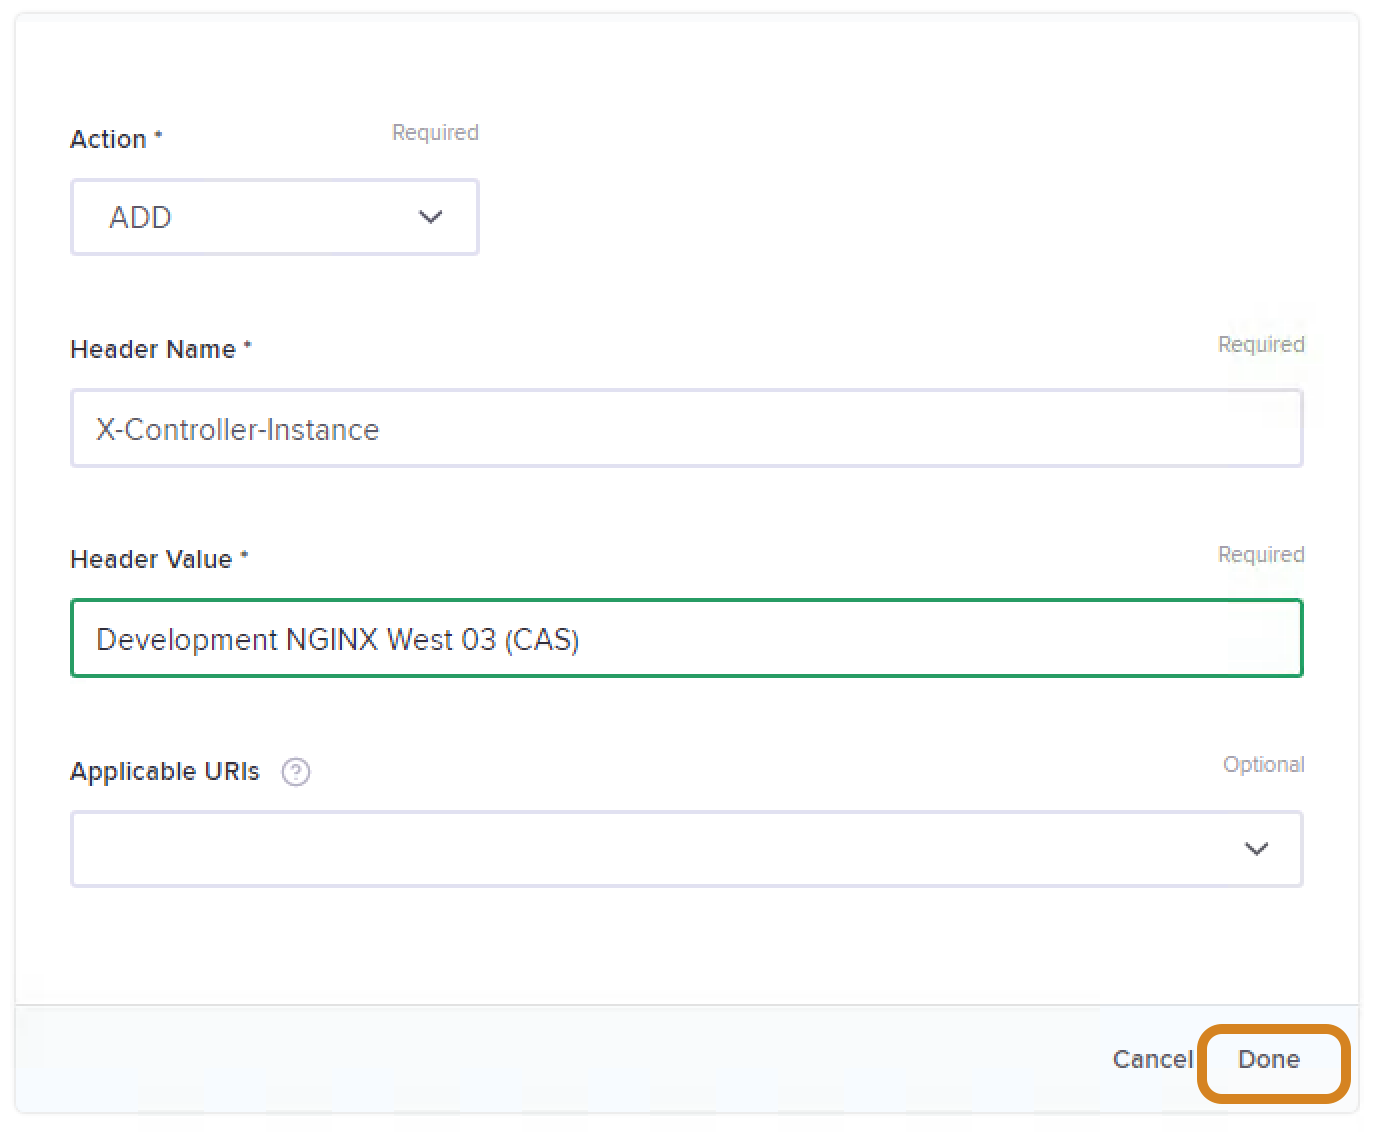 Action * Required
ADD
Header Name * Required
X-Controller-Instance
Header Value * Required
Development NGINX West 03 (CAS)
Applicable URIs ? Optional
Cancel Done